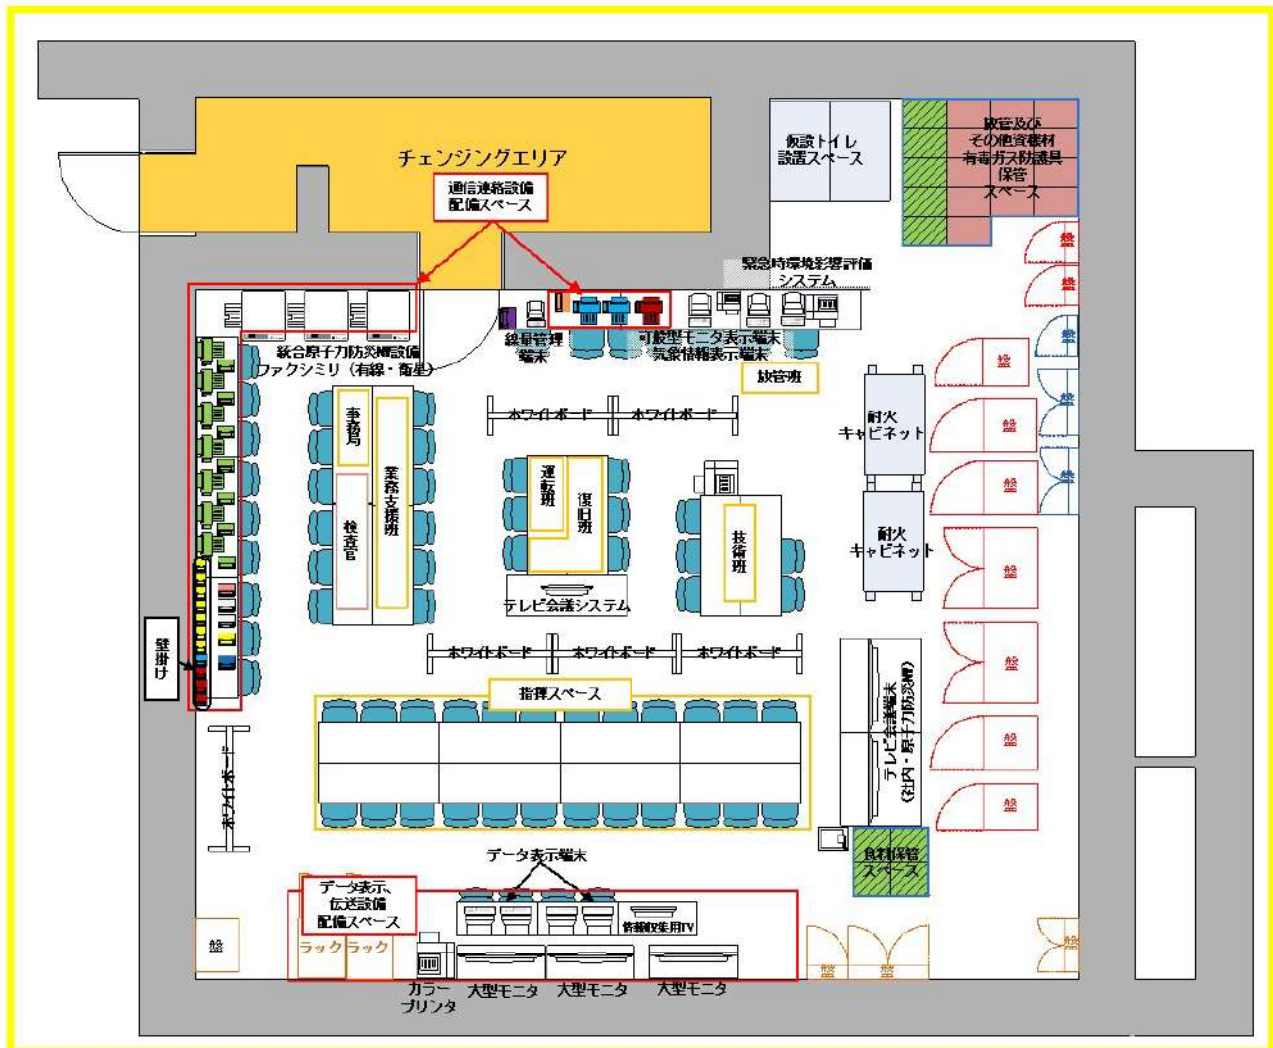 チェンジングエリア
通信連絡設備
配備スペース
仮設トイレ
設置スペース
放管及び
その他資機材
有毒ガス防護具
保管
スペース
盤
盤
緊急時環境影響評価
システム
線量管理
端末
可搬型モニタ表示端末
気象情報表示端末
放管班
統合原子力防災NW設備
ファクシミリ（有線・衛星）
盤
盤
盤
盤
盤
盤
事務局
業務支援班
検査官
ホワイトボード
ホワイトボード
運転班
復旧班
技術班
テレビ会議システム
耐火
キャビネット
耐火
キャビネット
盤
盤
盤
盤
壁掛け
ホワイトボード
ホワイトボード
ホワイトボード
指揮スペース
テレビ会議端末
（社内・原子力防災NW）
ホワイトボード
食料保管
スペース
データ表示端末
データ表示、
伝送設備
配備スペース
情報収集用TV
盤
ラック
ラック
カラー
プリンタ
大型モニタ
大型モニタ
大型モニタ
盤
盤
盤